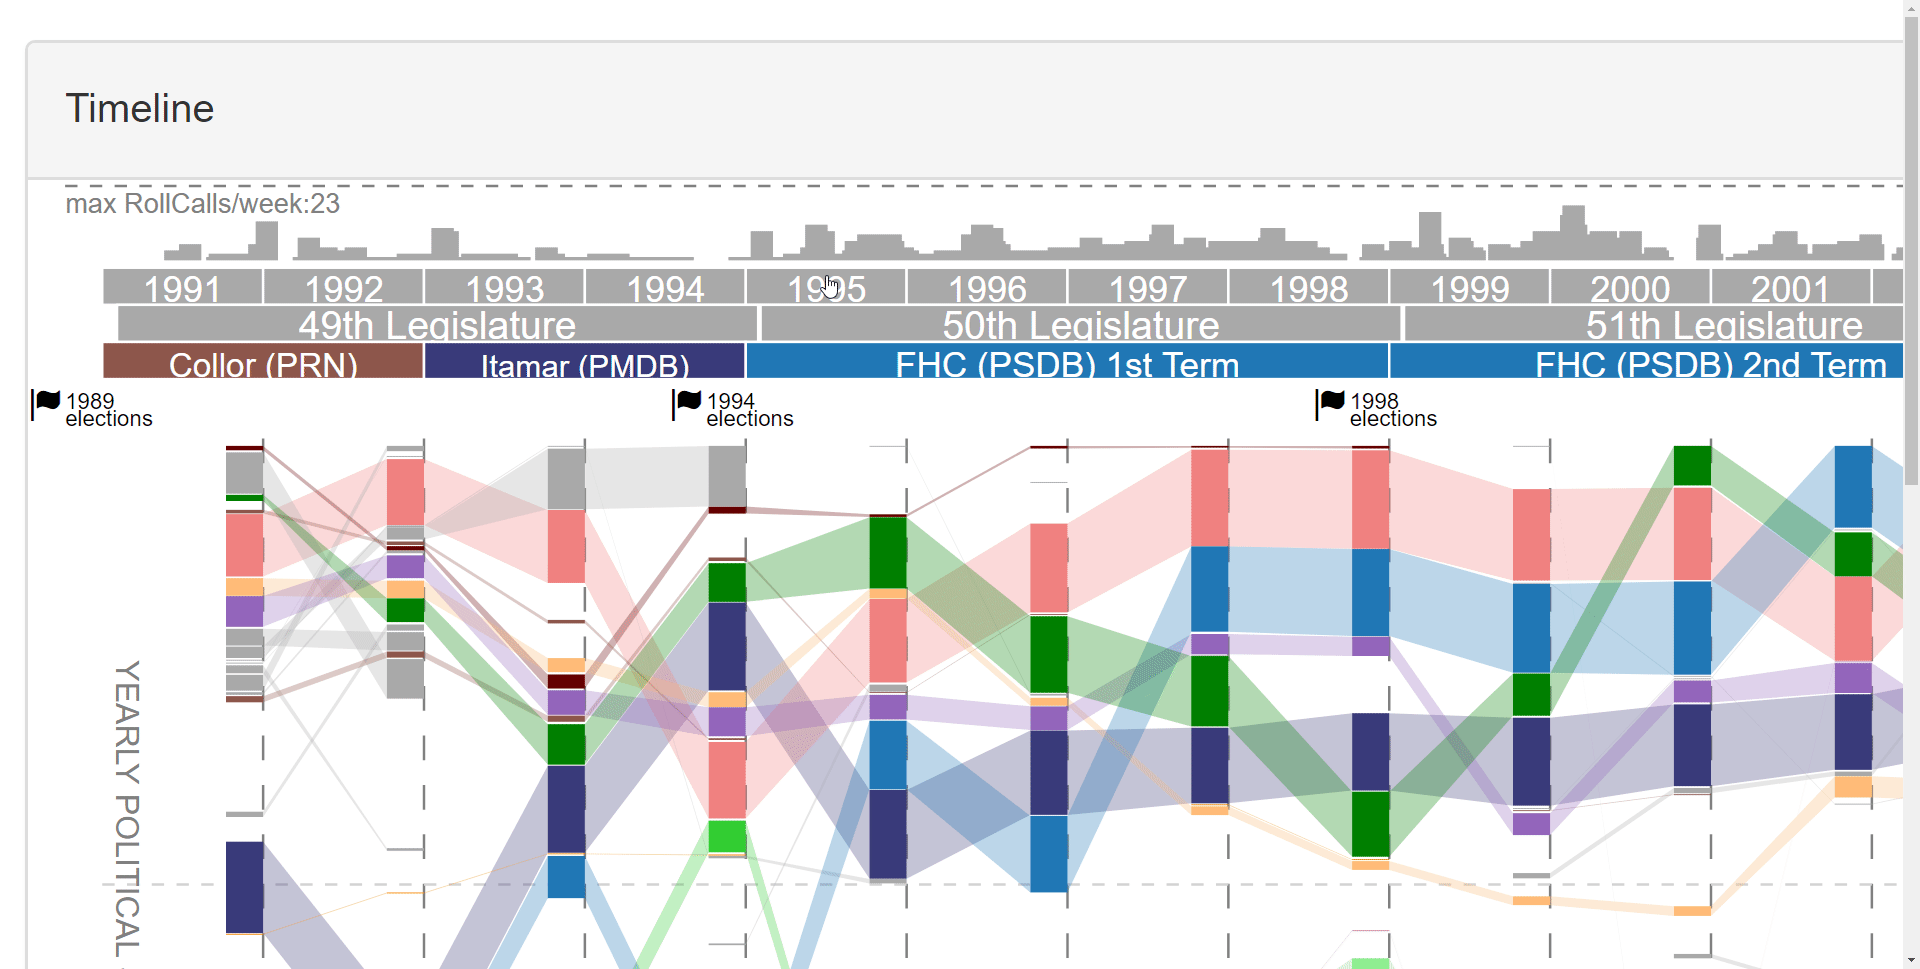 Timeline
max RollCalls/week:23
1991 1992 1993 1994 1995 1996 1997 1998 1999 2000 2001
49th Legislature 50th Legislature 51th Legislature
Collor (PRN) Itamar (PMDB) FHC (PSDB) 1st Term FHC (PSDB) 2nd Term
1989 elections
1994 elections
1998 elections
YEARLY POLITICAL